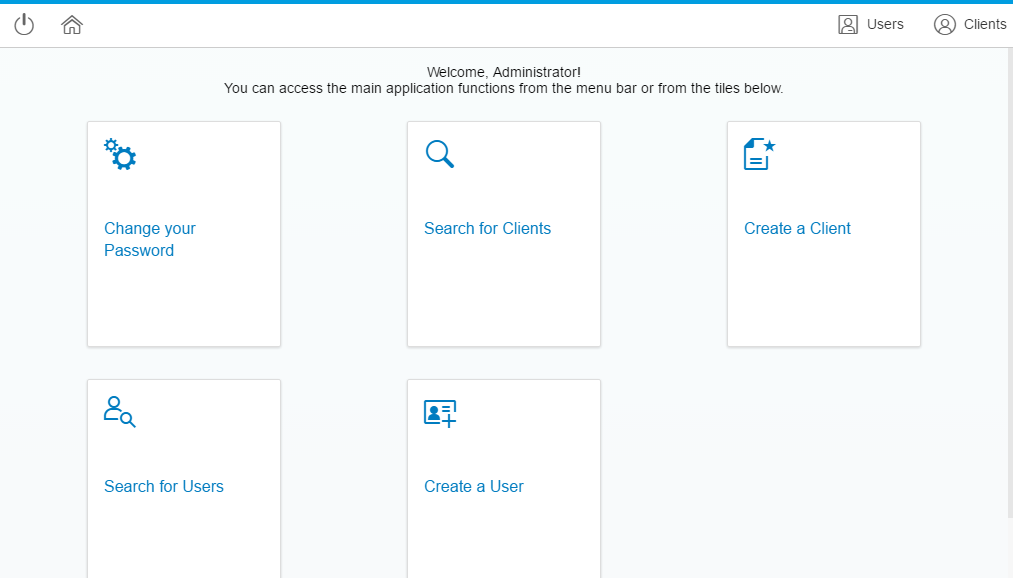 Users
Clients
Welcome, Administrator!
You can access the main application functions from the menu bar or from the tiles below.
Change your
Password
Search for Clients
Create a Client
Search for Users
Create a User